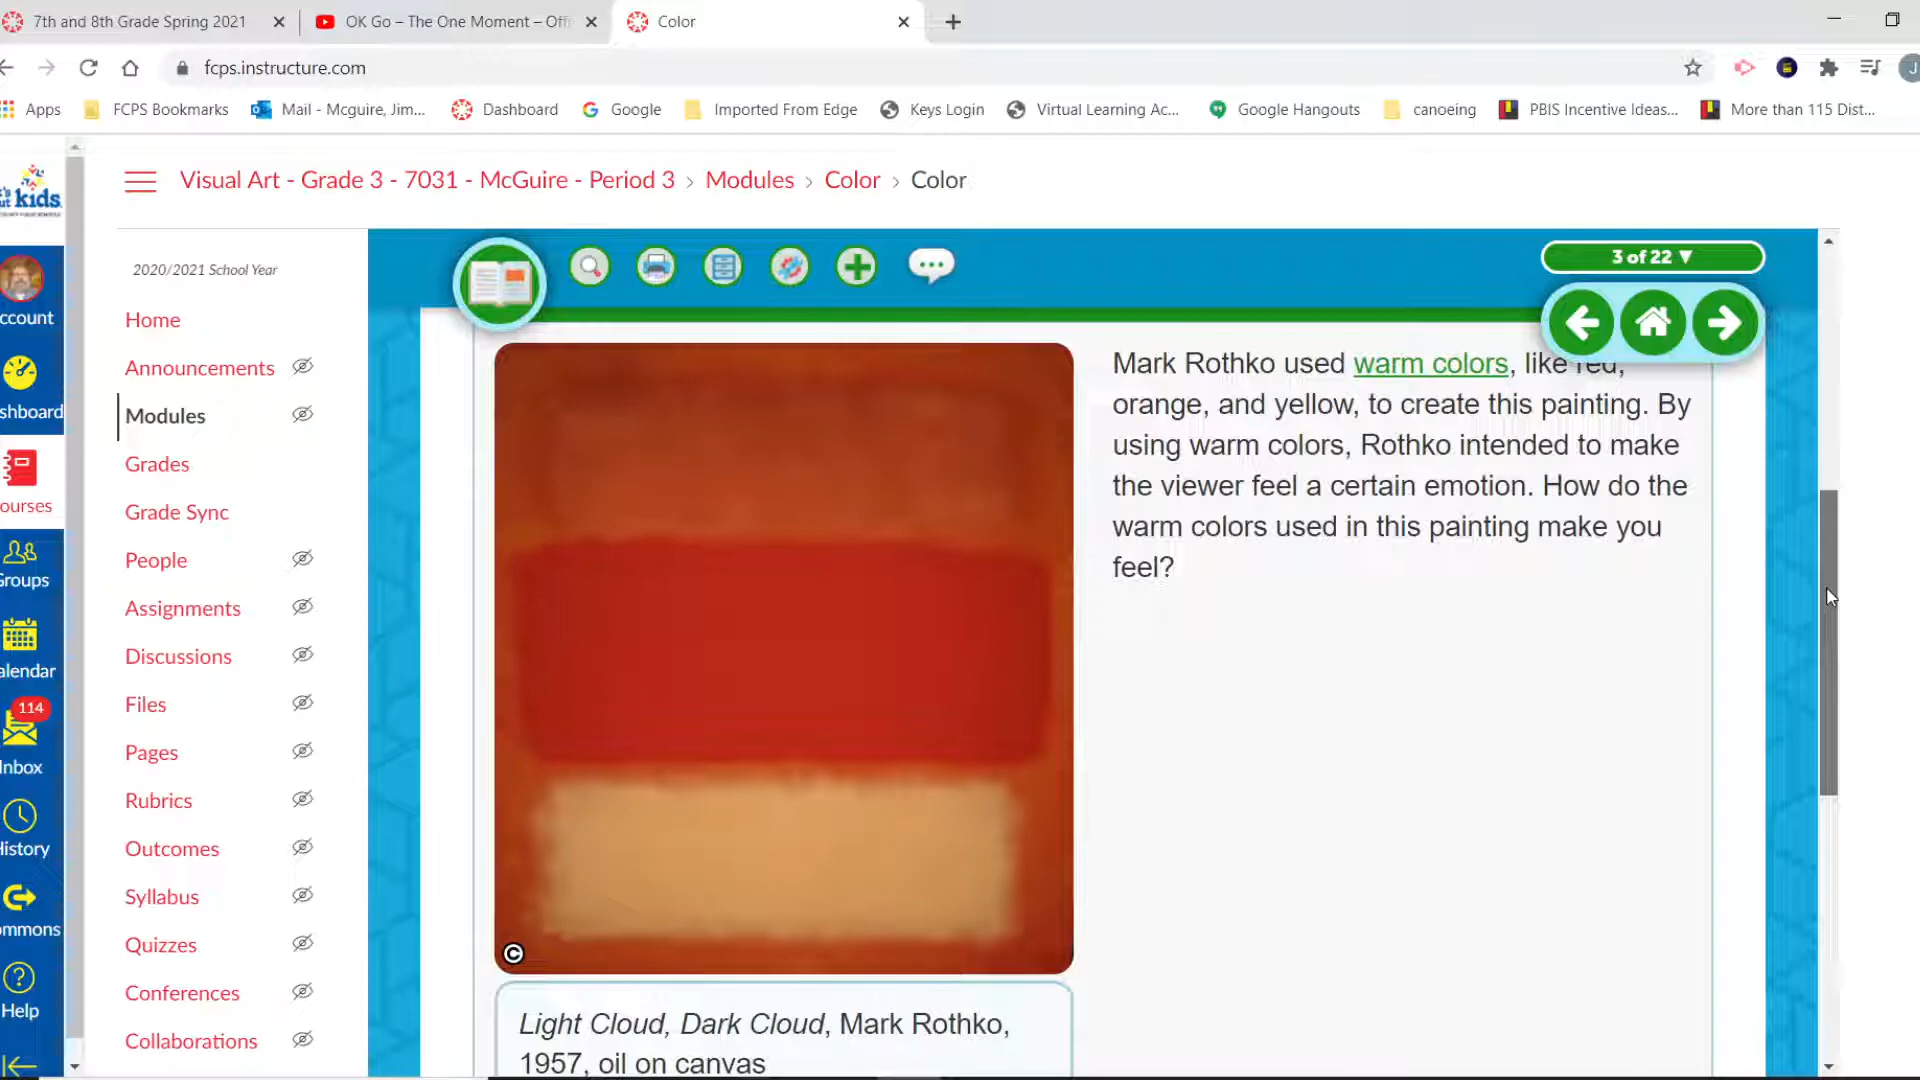 7th and 8th Grade Spring 2021
OK Go – The One Moment – Offi
Color
fcps.instructure.com
Apps
FCPS Bookmarks
Mail - Mcguire, Jim...
Dashboard
Google
Imported From Edge
Keys Login
Virtual Learning Ac...
Google Hangouts
canoeing
PBIS Incentive Ideas...
More than 115 Dist...
J
kids
ccount
shboard
ourses
Groups
alendar
114
Inbox
History
ommons
Help
Visual Art - Grade 3 - 7031 - McGuire - Period 3 › Modules › Color › Color
2020/2021 School Year
Home
Announcements
Modules
Grades
Grade Sync
People
Assignments
Discussions
Files
Pages
Rubrics
Outcomes
Syllabus
Quizzes
Conferences
Collaborations
3 of 22 ▼
Mark Rothko used warm colors, like red,
orange, and yellow, to create this painting. By
using warm colors, Rothko intended to make
the viewer feel a certain emotion. How do the
warm colors used in this painting make you
feel?
©
Light Cloud, Dark Cloud, Mark Rothko,
1957, oil on canvas